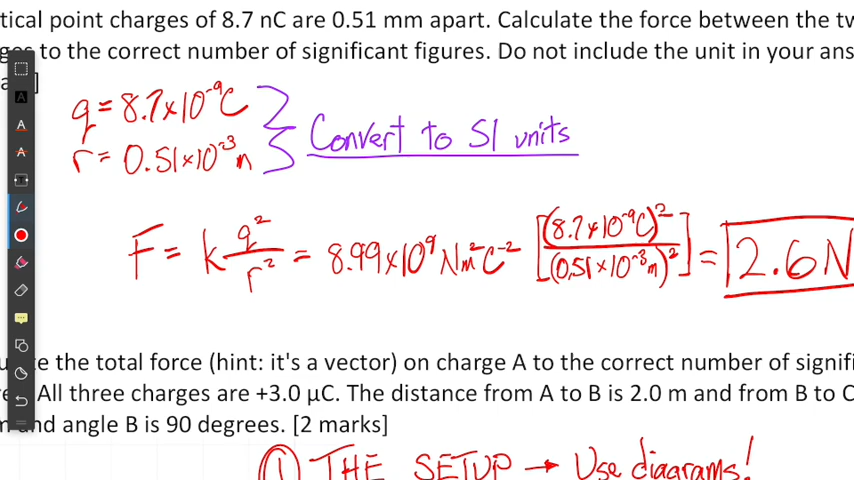 tical point charges of 8.7 nC are 0.51 mm apart. Calculate the force between the tw
ges to the correct number of significant figures. Do not include the unit in your ans
]
q = 8.7×10⁻⁹C
r = 0.51×10⁻³m
Convert to SI units
F = k q²/r² = 8.99×10⁹ Nm²C⁻² [(8.7×10⁻⁹C)²/(0.51×10⁻³m)²] = 2.6N
the total force (hint: it's a vector) on charge A to the correct number of signifi
All three charges are +3.0 μC. The distance from A to B is 2.0 m and from B to C
and angle B is 90 degrees. [2 marks]
① THE SETUP → Use diagrams!